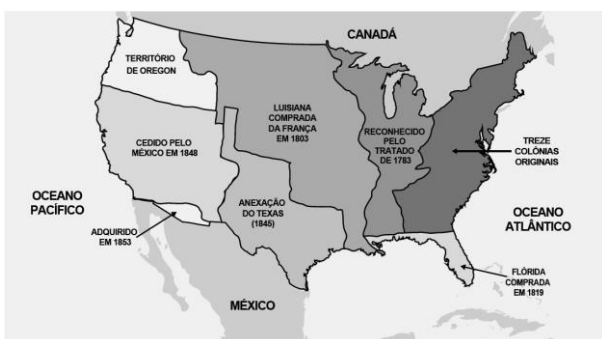 CANADÁ
TERRITÓRIO
DE OREGON
LUISIANA
COMPRADA
DA FRANÇA
EM 1803
RECONHECIDO
PELO
TRATADO
DE 1783
TREZE
COLÔNIAS
ORIGINAIS
CEDIDO PELO
MÉXICO EM 1848
OCEANO
PACÍFICO
ANEXAÇÃO
DO TEXAS
(1845)
OCEANO
ATLÂNTICO
ADQUIRIDO
EM 1853
FLÓRIDA
COMPRADA
EM 1819
MÉXICO